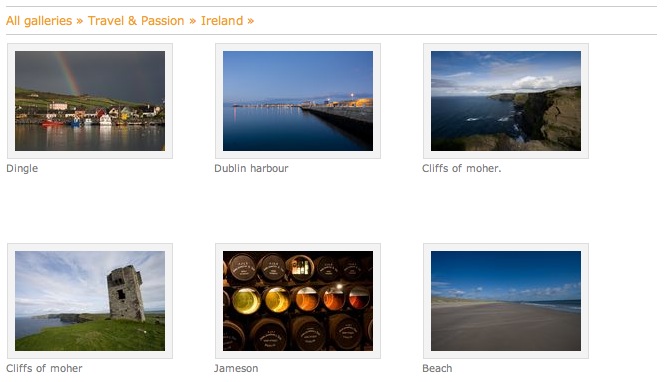 All galleries » Travel & Passion » Ireland »
Dingle
Dublin harbour
Cliffs of moher.
Cliffs of moher
Jameson
Beach